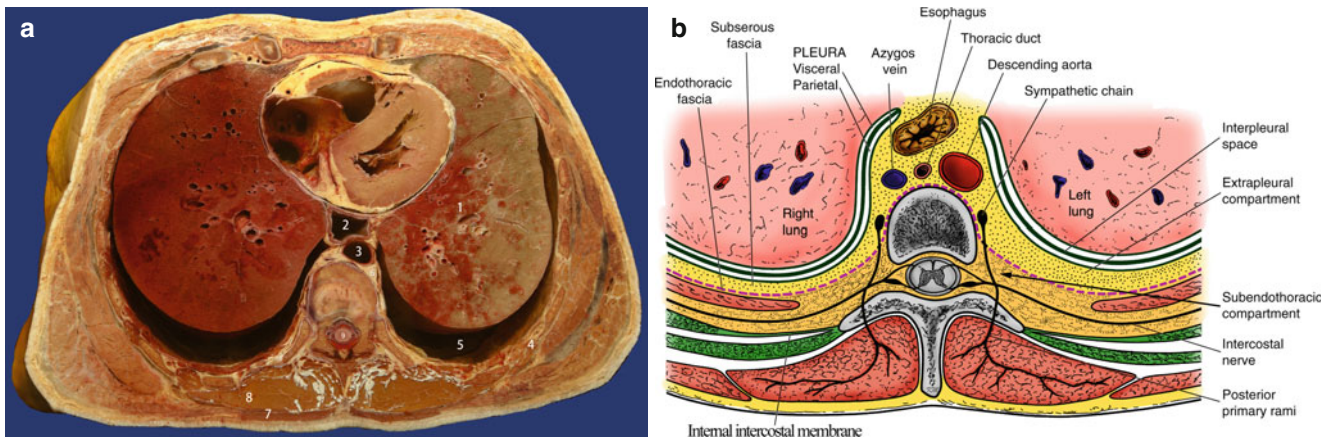 a
1
2
3
5
4
8
7
b
Esophagus
Subserous
fascia
Thoracic duct
PLEURA
Visceral
Parietal
Azygos
vein
Descending aorta
Endothoracic
fascia
Sympathetic chain
Interpleural
space
Extrapleural
compartment
Right
lung
Left
lung
Subendothoracic
compartment
Intercostal
nerve
Posterior
primary rami
Internal intercostal membrane